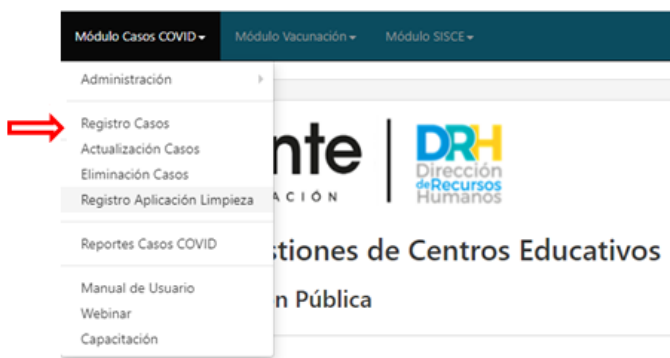 Módulo Casos COVID Módulo Vacunación Módulo SISCE
Administración
Registro Casos
Actualización Casos
Eliminación Casos
Registro Aplicación Limpieza
Reportes Casos COVID
Manual de Usuario
Webinar
Capacitación
nte
ACIÓN
DRH
Dirección
de Recursos
Humanos
stiones de Centros Educativos
n Pública